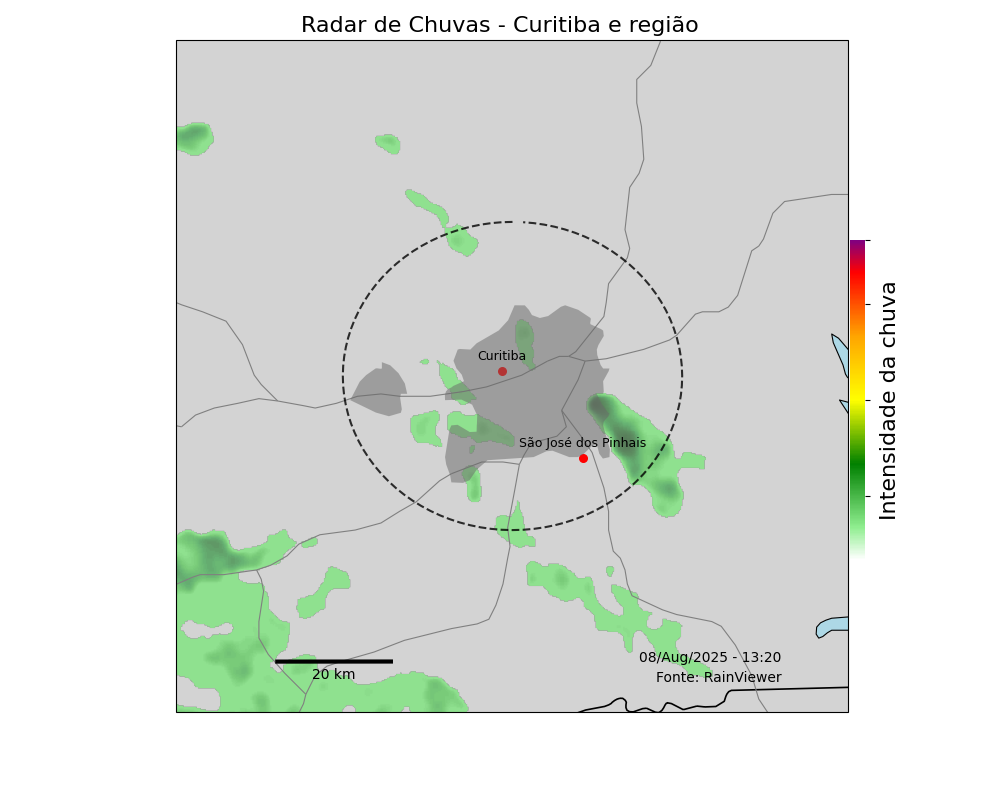 Radar de Chuvas - Curitiba e região
Curitiba
São José dos Pinhais
Intensidade da chuva
08/Aug/2025 - 13:20
20 km
Fonte: RainViewer